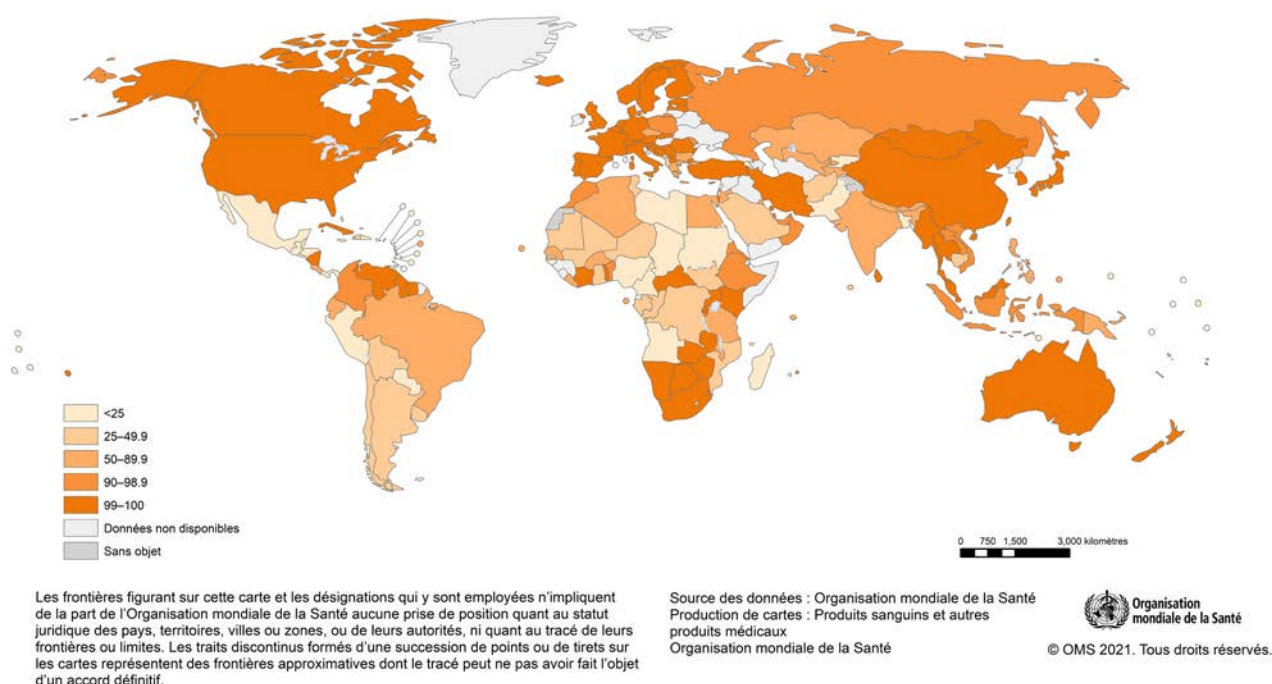 <25
25–49.9
50–89.9
90–98.9
99–100
Données non disponibles
Sans objet
0 750 1,500 3,000 kilomètres
Les frontières figurant sur cette carte et les désignations qui y sont employées n’impliquent
de la part de l’Organisation mondiale de la Santé aucune prise de position quant au statut
juridique des pays, territoires, villes ou zones, ou de leurs autorités, ni quant au tracé de leurs
frontières ou limites. Les traits discontinus formés d’une succession de points ou de tirets sur
les cartes représentent des frontières approximatives dont le tracé peut ne pas avoir fait l’objet
d’un accord définitif.
Source des données : Organisation mondiale de la Santé
Production de cartes : Produits sanguins et autres
produits médicaux
Organisation mondiale de la Santé
Organisation
mondiale de la Santé
© OMS 2021. Tous droits réservés.